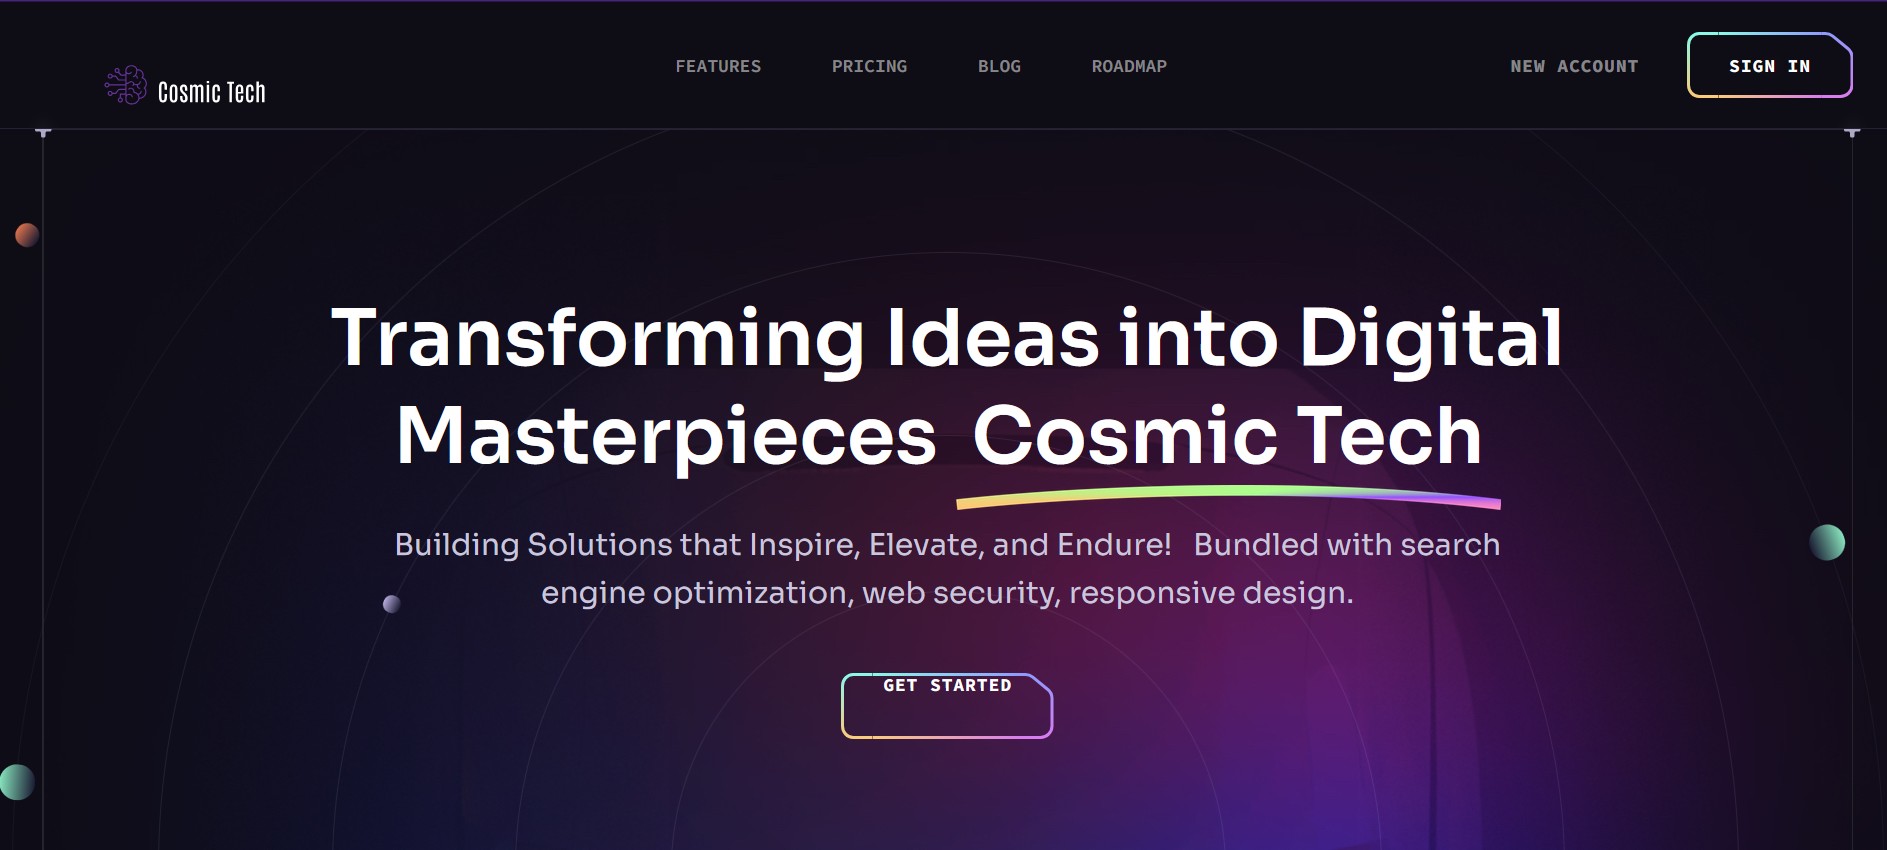 Cosmic Tech
FEATURES PRICING BLOG ROADMAP
NEW ACCOUNT SIGN IN
Transforming Ideas into Digital
Masterpieces Cosmic Tech
Building Solutions that Inspire, Elevate, and Endure! Bundled with search
engine optimization, web security, responsive design.
GET STARTED